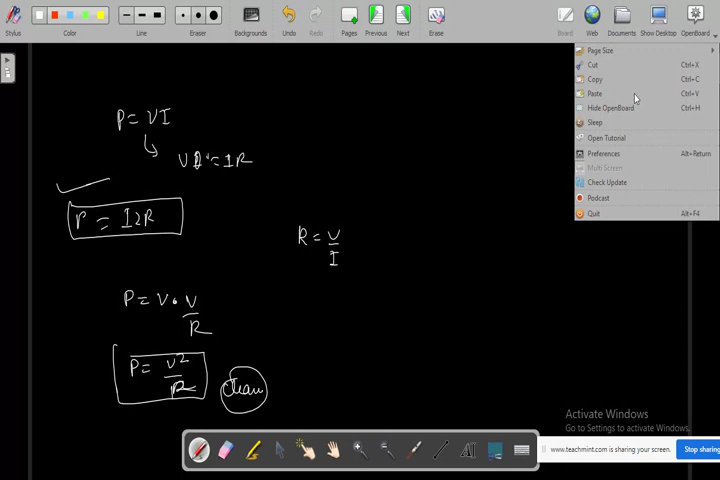 Stylus Color Line Eraser Backgrounds Undo Redo Pages Previous Next Erase Board Web Documents Show Desktop OpenBoard
Page Size
Cut Ctrl+X
Copy Ctrl+C
Paste Ctrl+V
Hide OpenBoard Ctrl+H
Sleep
Open Tutorial
Preferences Alt+Return
Multi Screen
Check Update
Podcast
Quit Alt+F4
P = VI
= IR
P = I2R
R = V
I
P = V . V
R
P = V²
R
Activate Windows
Go to Settings to activate Windows.
www.teachmint.com is sharing your screen. Stop sharing